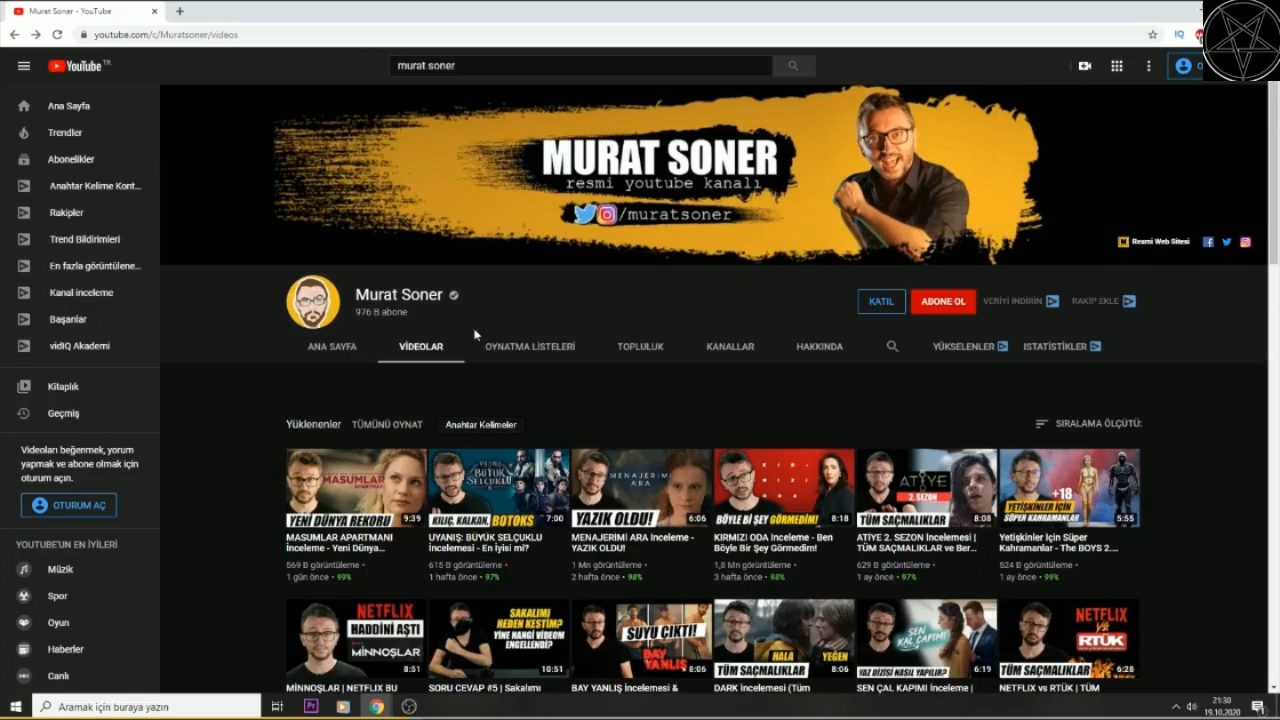 Murat Soner - YouTube
youtube.com/c/Muratsoner/videos
IQ
YouTube TR
murat soner
Ana Sayfa
Trendler
Abonelikler
Anahtar Kelime Kont...
Rakipler
Trend Bildirimleri
En fazla görüntülene...
Kanal inceleme
Başarılar
vidIQ Akademi
Kitaplık
Geçmiş
Videoları beğenmek, yorum
yapmak ve abone olmak için
oturum açın.
OTURUM AÇ
YOUTUBE'UN EN İYİLERİ
Müzik
Spor
Oyun
Haberler
Canlı
MURAT SONER
resmi youtube kanalı
/muratsoner
Resmi Web Sitesi
Murat Soner
976 B abone
KATIL
ABONE OL
VERİYİ İNDİRİN
RAKİP EKLE
ANA SAYFA
VİDEOLAR
OYNATMA LİSTELERİ
TOPLULUK
KANALLAR
HAKKINDA
YÜKSELENLER
ISTATİSTİKLER
Yüklenenler
TÜMÜNÜ OYNAT
Anahtar Kelimeler
SIRALAMA ÖLÇÜTÜ:
MASUMLAR
APARTMANI
YENİ DÜNYA REKORU
9:39
MASUMLAR APARTMANI
İnceleme - Yeni Dünya...
569 B görüntüleme •
1 gün önce • 99%
BÜYÜK
SELÇUKLU
KILIÇ, KALKAN, BOTOKS
7:00
UYANIŞ: BÜYÜK SELÇUKLU
İncelemesi - En İyisi mi?
615 B görüntüleme •
1 hafta önce • 97%
MENAJERİMİ
ARA
YAZIK OLDU!
6:06
MENAJERİMİ ARA İnceleme -
YAZIK OLDU!
1 Mn görüntüleme •
2 hafta önce • 98%
KIRMIZI
ODA
BÖYLE Bİ ŞEY GÖRMEDİM!
8:18
KIRMIZI ODA İnceleme - Ben
Böyle Bir Şey Görmedim!
1,8 Mn görüntüleme •
3 hafta önce • 98%
ATİYE
2. SEZON
TÜM SAÇMALIKLAR
8:08
ATİYE 2. SEZON İncelemesi |
TÜM SAÇMALIKLAR ve Ber...
629 B görüntüleme •
1 ay önce • 97%
+18
YETİŞKİNLER İÇİN
SÜPER KAHRAMANLAR
5:55
Yetişkinler İçin Süper
Kahramanlar - The BOYS 2....
524 B görüntüleme •
1 ay önce • 99%
NETFLIX
HADDİNİ AŞTI
MİNNOŞLAR
8:51
MİNNOŞLAR | NETFLIX BU
SAKALIMI
NEDEN KESTİM?
YİNE HANGİ VİDEOM
ENGELLENDİ?
10:51
SORU CEVAP #5 | Sakalımı
SUYU ÇIKTI!
BAY
YANLIŞ
8:06
BAY YANLIŞ İncelemesi &
HALA
YEĞEN
TÜM SAÇMALIKLAR
8:06
DARK İncelemesi (Tüm
SEN
KAL ÇAPIMI
YAZ DİZİSİ NASIL YAPILIR?
6:19
SEN ÇAL KAPIMI İnceleme |
NETFLIX
vs
RTÜK
TÜM SAÇMALIKLAR
6:28
NETFLIX vs RTÜK | TÜM
Aramak için buraya yazın
Pr
21:30
19.10.2020
1